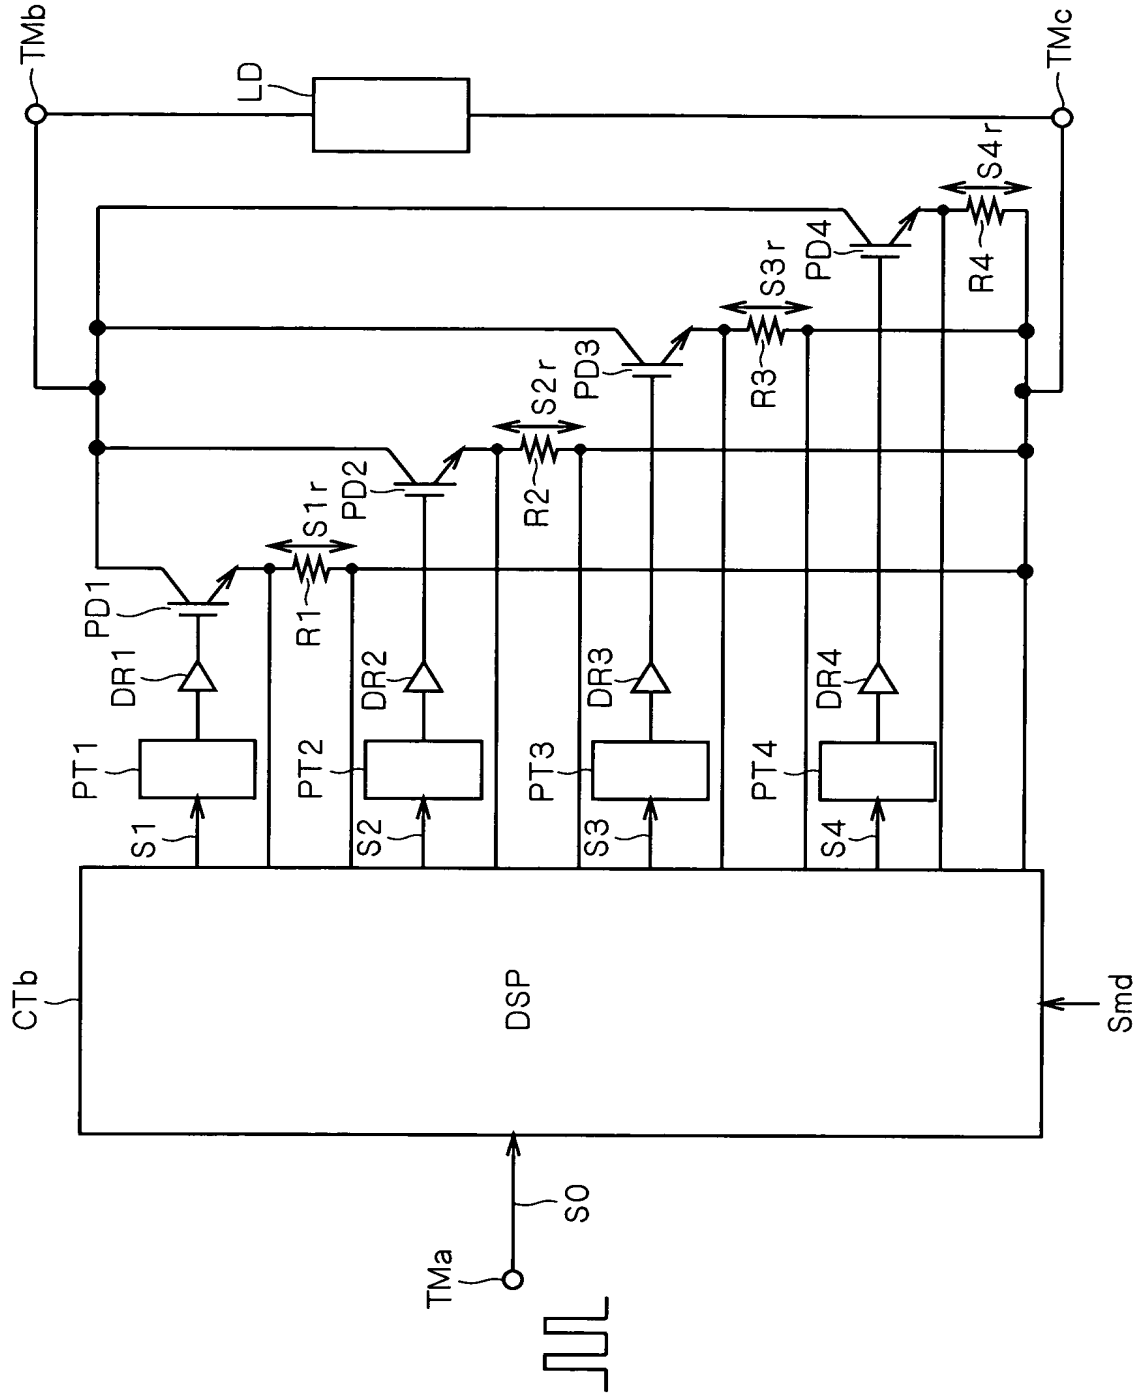 TMb
TMc
LD
S4r
PD4
R4
S3r
PD3
R3
S2r
PD2
R2
S1r
PD1
R1
DR1
DR2
DR3
DR4
PT1
PT2
PT3
PT4
S1
S2
S3
S4
CTb
DSP
Smd
S0
TMa